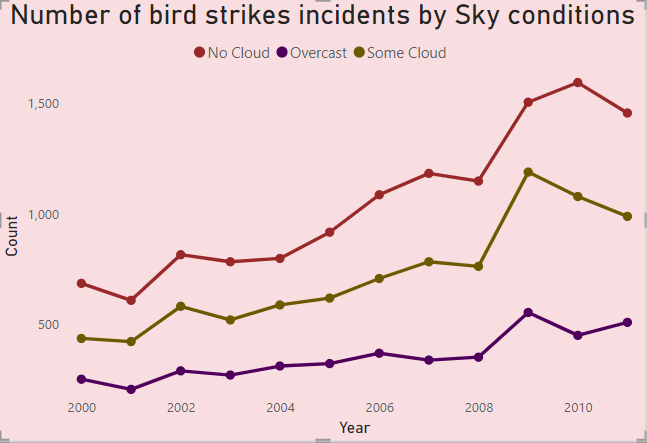 Number of bird strikes incidents by Sky conditions
No Cloud Overcast Some Cloud
1,500
1,000
500
Count
2000 2002 2004 2006 2008 2010
Year